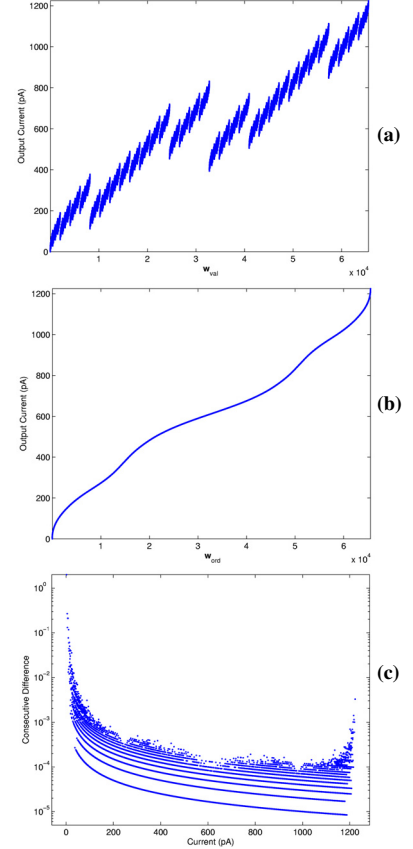 1200
1000
800
600
400
200
0
Output Current (pA)
1 2 3 4 5 6
w_val
x 10^4
(a)
1200
1000
800
600
400
200
0
Output Current (pA)
1 2 3 4 5 6
w_ord
x 10^4
(b)
10^0
10^-1
10^-2
10^-3
10^-4
10^-5
Consecutive Difference
0 200 400 600 800 1000 1200
Current (pA)
(c)